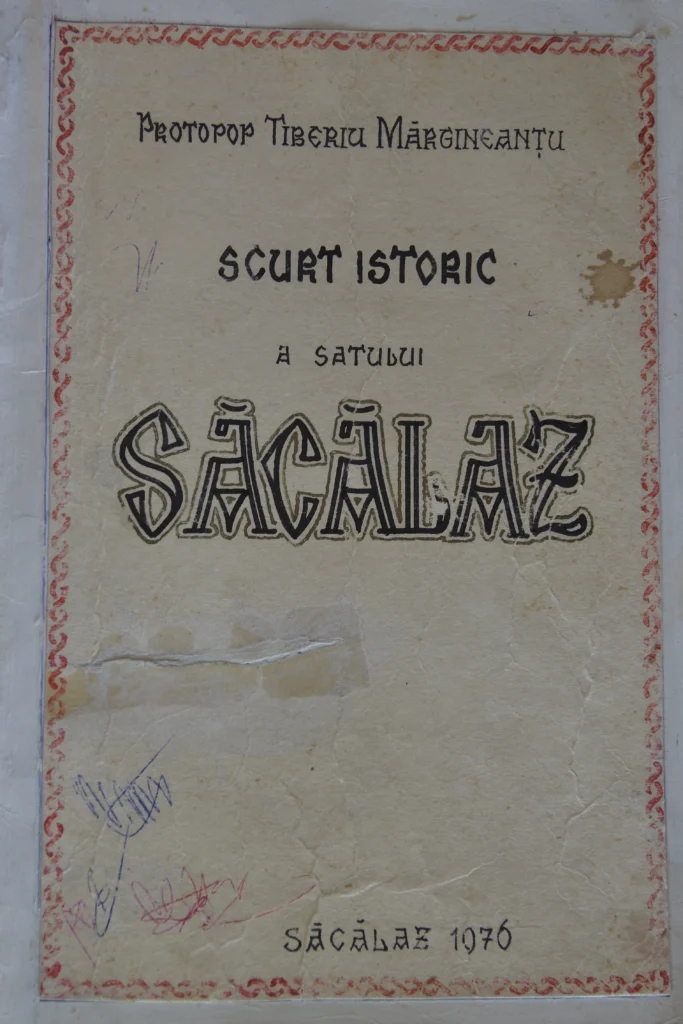 PROTOPOP TIBERIU MĂRGINEANȚU
SCURT ISTORIC
A SATULUI
SĂCĂLAZ
SĂCĂLAZ 1976